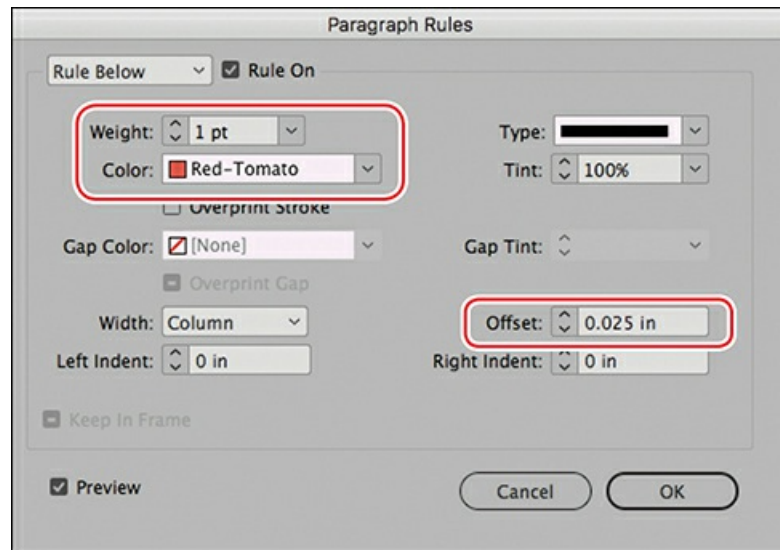 Paragraph Rules
Rule Below Rule On
Weight: 1 pt Type:
Color: Red-Tomato Tint: 100%
Overprint Stroke
Gap Color: [None] Gap Tint:
Overprint Gap
Width: Column Offset: 0.025 in
Left Indent: 0 in Right Indent: 0 in
Keep In Frame
Preview Cancel OK